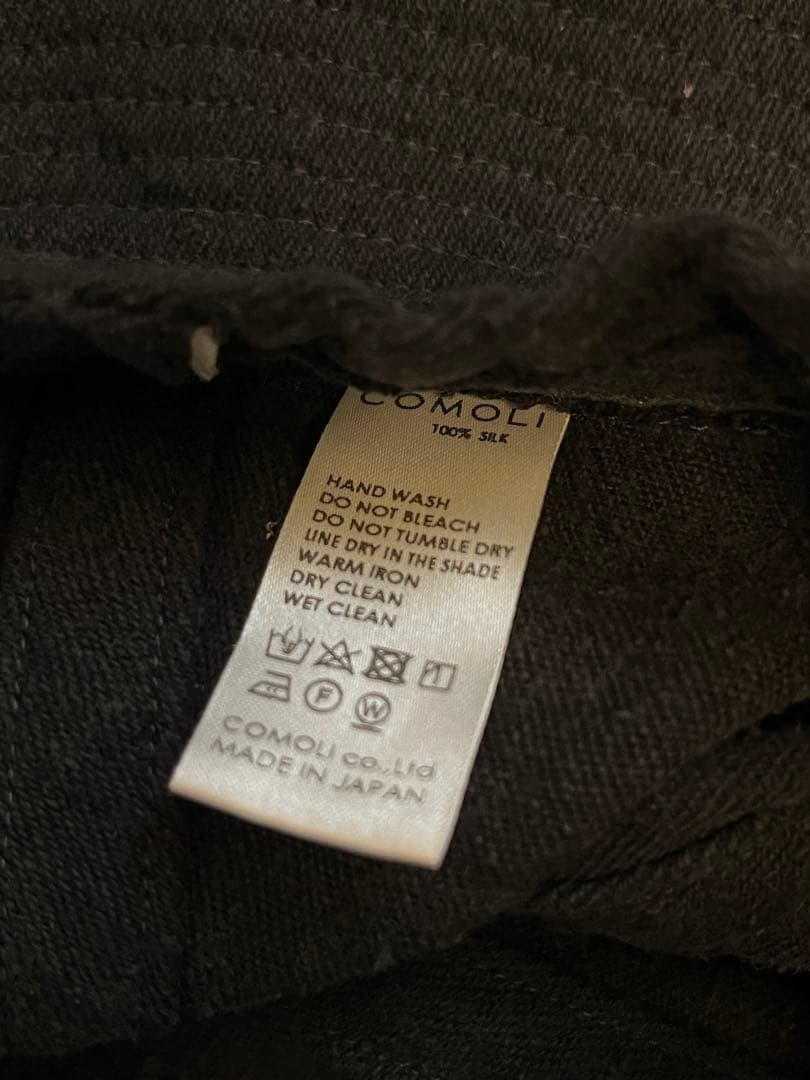 COMOLI
100% SILK
HAND WASH
DO NOT BLEACH
DO NOT TUMBLE DRY
LINE DRY IN THE SHADE
WARM IRON
DRY CLEAN
WET CLEAN
F W
COMOLI co.,Ltd
MADE IN JAPAN